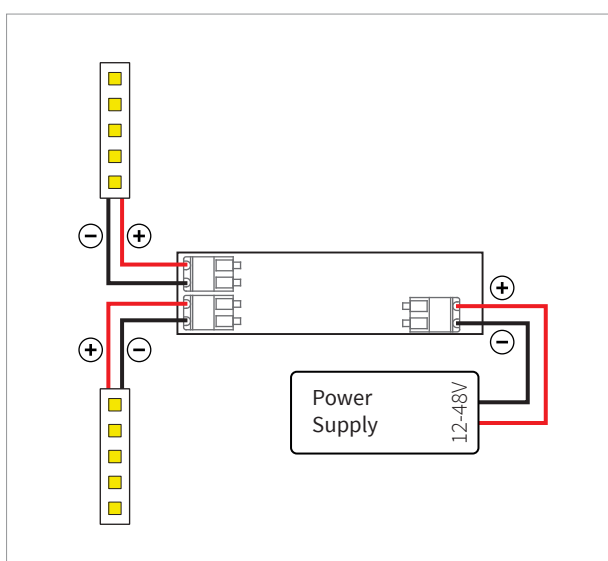 − +
+
+ −
−
Power
Supply
12-48V